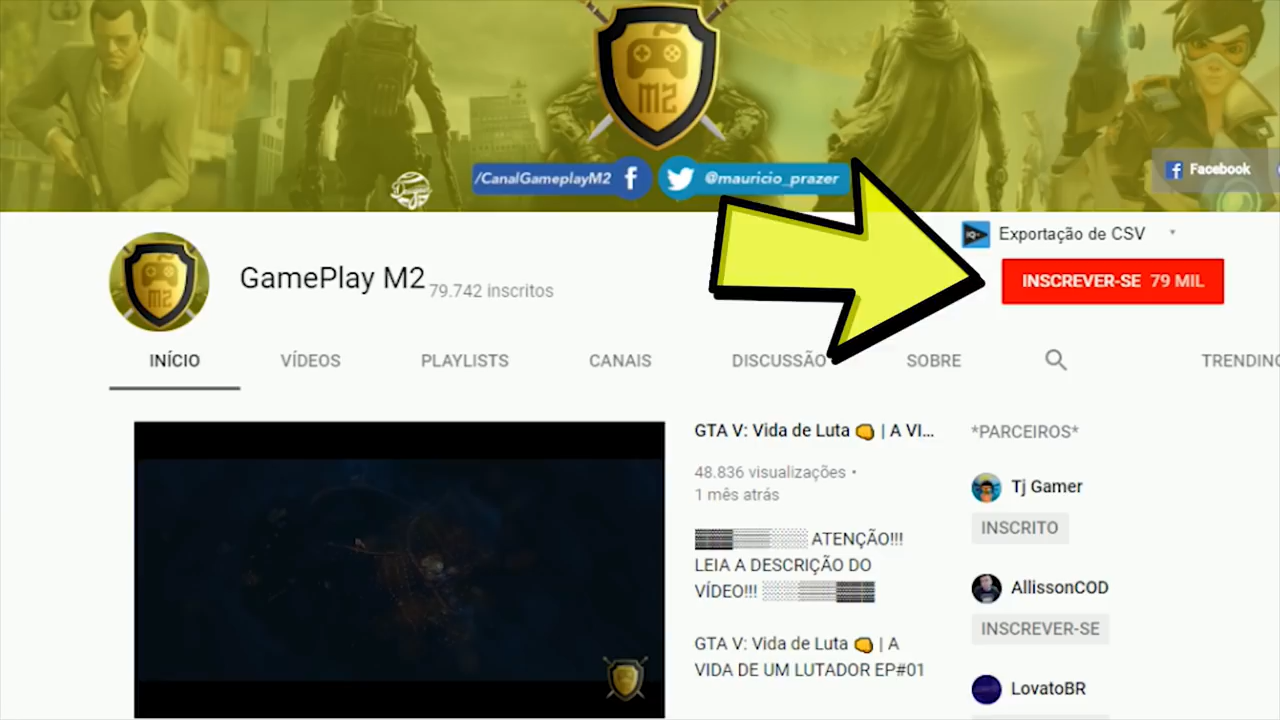 M2
/CanalGameplayM2
@mauricio_prazer
Facebook
Exportação de CSV
M2
GamePlay M2
79.742 inscritos
INSCREVER-SE 79 MIL
INÍCIO
VÍDEOS
PLAYLISTS
CANAIS
DISCUSSÃO
SOBRE
TRENDING
GTA V: Vida de Luta 👊 | A VI...
48.836 visualizações •
1 mês atrás
ATENÇÃO!!!
LEIA A DESCRIÇÃO DO
VÍDEO!!!
GTA V: Vida de Luta 👊 | A
VIDA DE UM LUTADOR EP#01
*PARCEIROS*
Tj Gamer
INSCRITO
AllissonCOD
INSCREVER-SE
LovatoBR